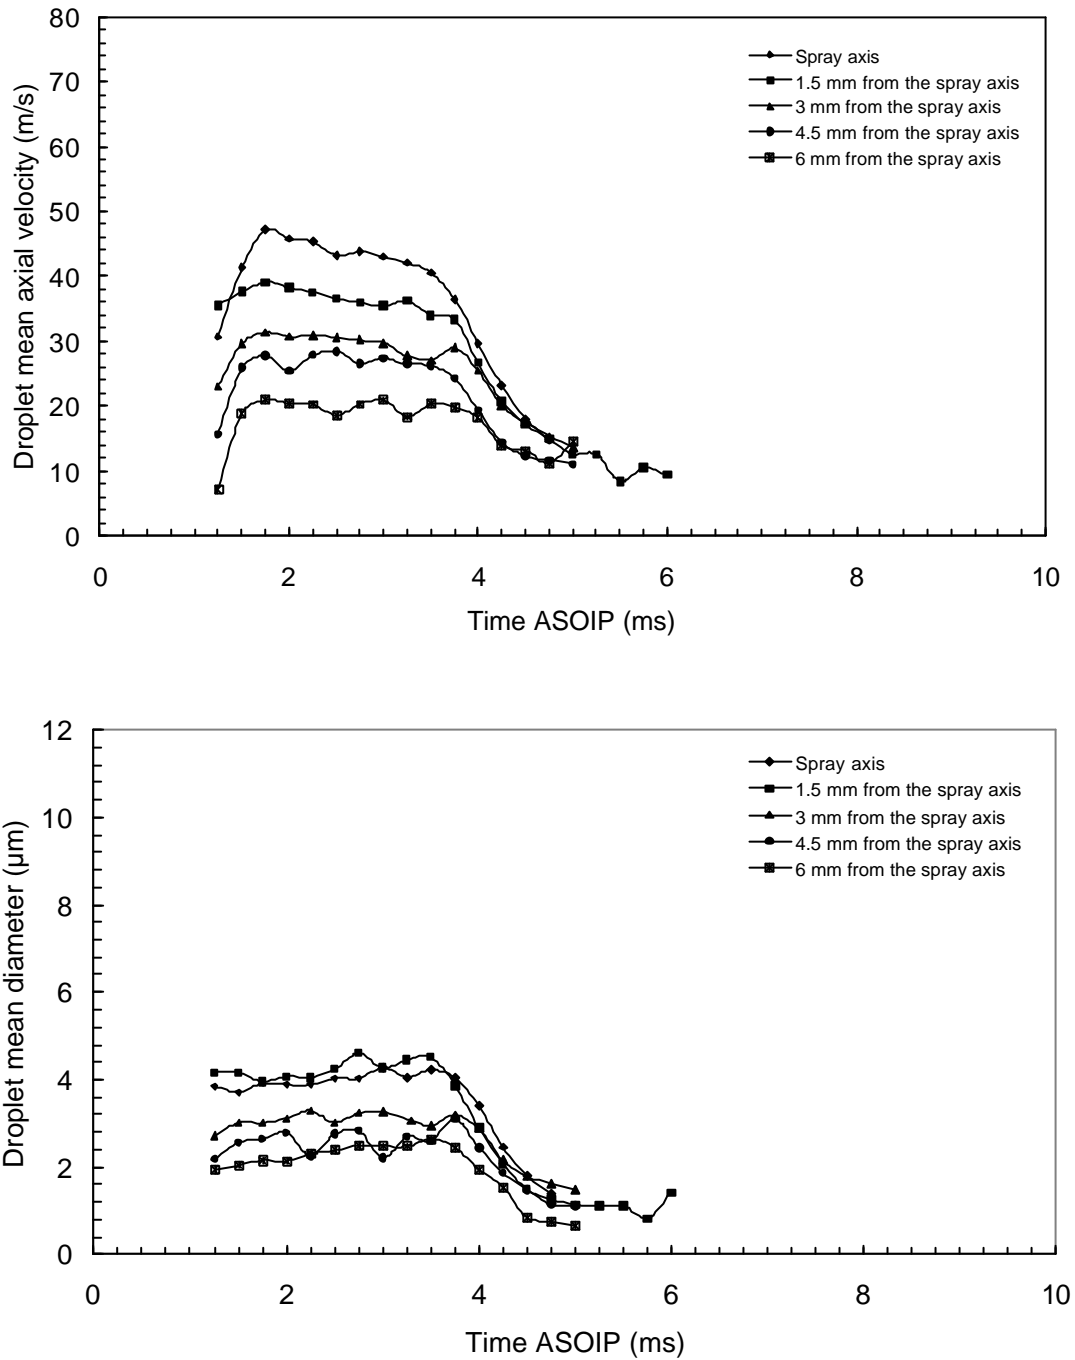 80
70
60
50
40
30
20
10
0
Droplet mean axial velocity (m/s)
Spray axis
1.5 mm from the spray axis
3 mm from the spray axis
4.5 mm from the spray axis
6 mm from the spray axis
0 2 4 6 8 10
Time ASOIP (ms)
12
10
8
6
4
2
0
Droplet mean diameter (µm)
Spray axis
1.5 mm from the spray axis
3 mm from the spray axis
4.5 mm from the spray axis
6 mm from the spray axis
0 2 4 6 8 10
Time ASOIP (ms)